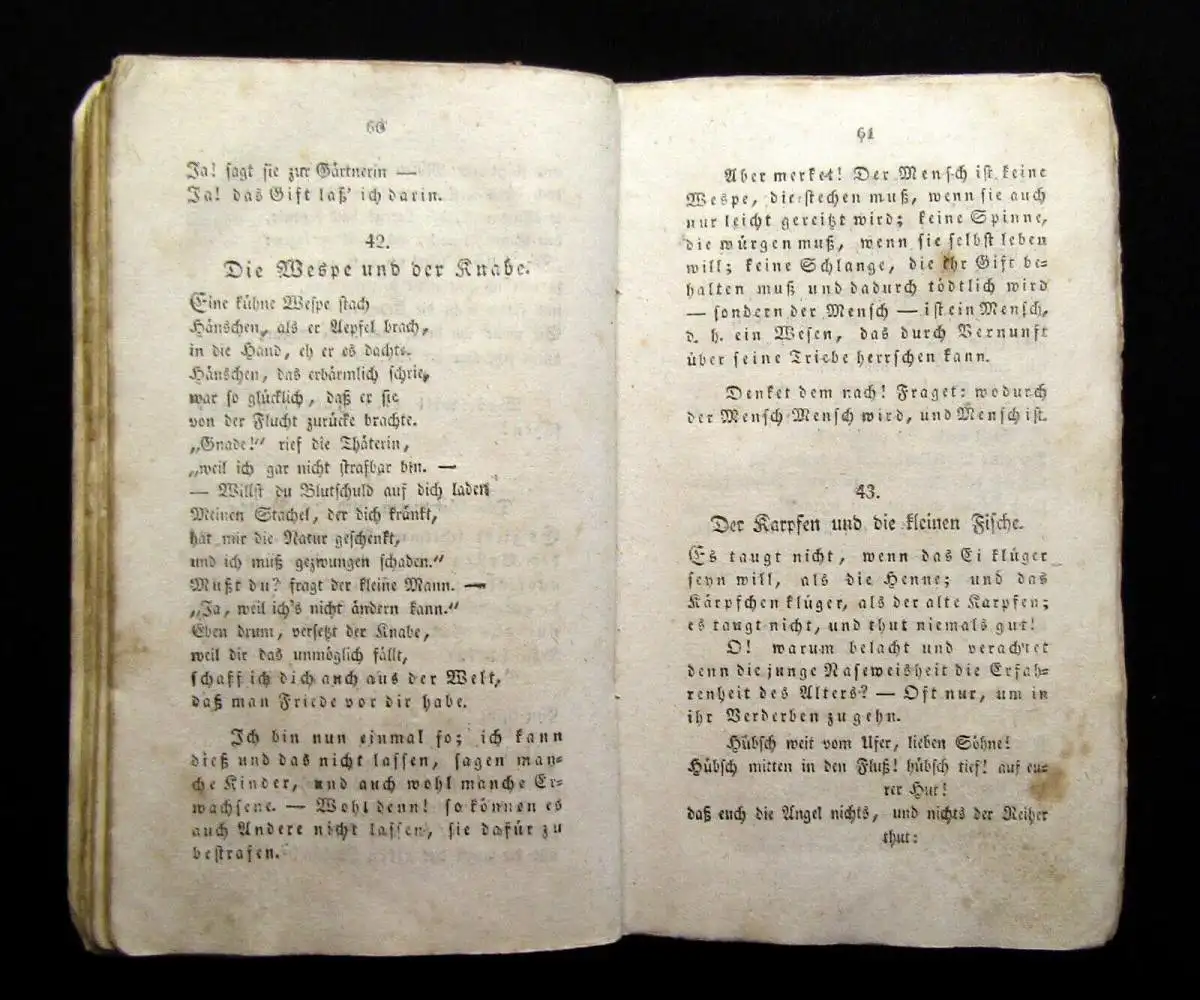 60
Ja! sagt sie zur Gärtnerin —
Ja! das Gift laß' ich darin.
42.
Die Wespe und der Knabe.
Eine kühne Wespe stach
Hänschen, als er Aepfel brach,
in die Hand, eh er es dachte.
Hänschen, das erbärmlich schrie,
war so glücklich, daß er sie
von der Flucht zurücke brachte.
„Gnade!“ rief die Thäterin,
„weil ich gar nicht strafbar bin. —
— Willst du Blutschuld auf dich laden
Meinen Stachel, der dich kränkt,
hat mir die Natur geschenkt,
und ich muß gezwungen schaden.“
Mußt du? fragt der kleine Mann. —
„Ja, weil ich's nicht ändern kann.“
Eben drum, versetzt der Knabe,
weil dir das unmöglich fällt,
schaff ich dich auch aus der Welt,
daß man Friede vor dir habe.
Ich bin nun einmal so; ich kann
dieß und das nicht lassen, sagen man-
che Kinder, und auch wohl manche Er-
wachsene. — Wohl denn! so können es
auch Andere nicht lassen, sie dafür zu
bestrafen.
61
Aber merket! Der Mensch ist keine
Wespe, die stechen muß, wenn sie auch
nur leicht gereitzt wird; keine Spinne,
die würgen muß, wenn sie selbst leben
will; keine Schlange, die ihr Gift be-
halten muß und dadurch tödtlich wird
— sondern der Mensch — ist ein Mensch,
d. h. ein Wesen, das durch Vernunft
über seine Triebe herrschen kann.
Denket dem nach! Fraget: wodurch
der Mensch Mensch wird, und Mensch ist.
43.
Der Karpfen und die kleinen Fische.
Es taugt nicht, wenn das Ei klüger
seyn will, als die Henne; und das
Kärpfchen klüger, als der alte Karpfen;
es taugt nicht, und thut niemals gut!
O! warum belacht und verachtet
denn die junge Naseweisheit die Erfah-
renheit des Alters? — Oft nur, um in
ihr Verderben zu gehn.
Hübsch weit vom Ufer, lieben Söhne!
Hübsch mitten in den Fluß! hübsch tief! auf eu-
rer Hut!
daß euch die Angel nichts, und nichts der Reiher
thut: